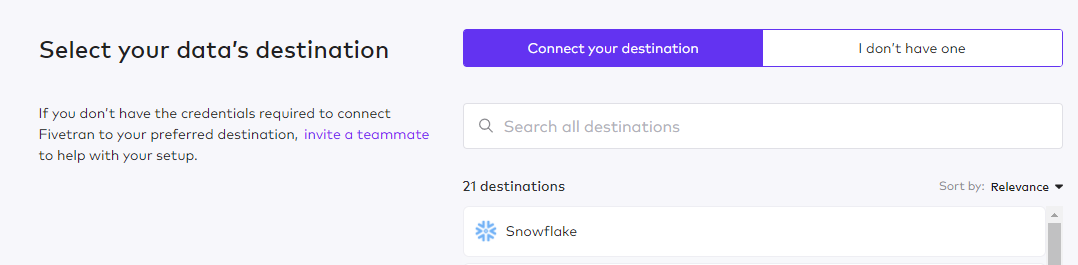 Select your data's destination
Connect your destination
I don't have one
If you don't have the credentials required to connect
Fivetran to your preferred destination, invite a teammate
to help with your setup.
Search all destinations
21 destinations
Sort by: Relevance
Snowflake